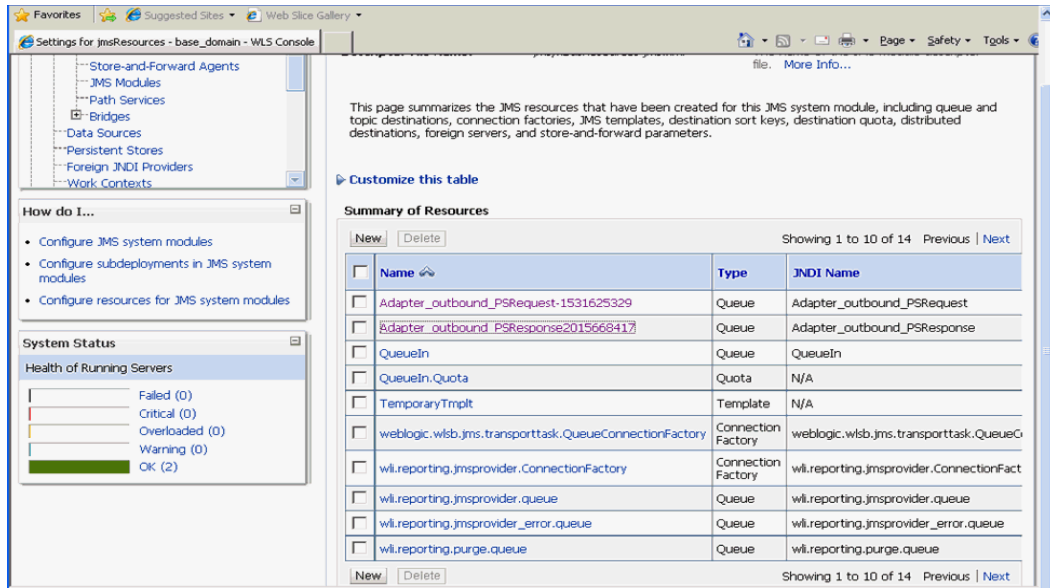 Favorites
Suggested Sites
Web Slice Gallery
Settings for jmsResources - base_domain - WLS Console
Page
Safety
Tools
Store-and-Forward Agents
JMS Modules
Path Services
Bridges
Data Sources
Persistent Stores
Foreign JNDI Providers
Work Contexts
file. More Info...
This page summarizes the JMS resources that have been created for this JMS system module, including queue and
topic destinations, connection factories, JMS templates, destination sort keys, destination quota, distributed
destinations, foreign servers, and store-and-forward parameters.
Customize this table
How do I...
Configure JMS system modules
Configure subdeployments in JMS system
modules
Configure resources for JMS system modules
System Status
Health of Running Servers
Failed (0)
Critical (0)
Overloaded (0)
Warning (0)
OK (2)
Summary of Resources
New Delete Showing 1 to 10 of 14 Previous | Next
Name Type JNDI Name
Adapter_outbound_PSRequest-1531625329 Queue Adapter_outbound_PSRequest
Adapter_outbound_PSResponse2015668417 Queue Adapter_outbound_PSResponse
QueueIn Queue QueueIn
QueueIn.Quota Quota N/A
TemporaryTmplt Template N/A
weblogic.wlsb.jms.transporttask.QueueConnectionFactory Connection Factory weblogic.wlsb.jms.transporttask.QueueC
wli.reporting.jmsprovider.ConnectionFactory Connection Factory wli.reporting.jmsprovider.ConnectionFact
wli.reporting.jmsprovider.queue Queue wli.reporting.jmsprovider.queue
wli.reporting.jmsprovider_error.queue Queue wli.reporting.jmsprovider_error.queue
wli.reporting.purge.queue Queue wli.reporting.purge.queue
New Delete Showing 1 to 10 of 14 Previous | Next